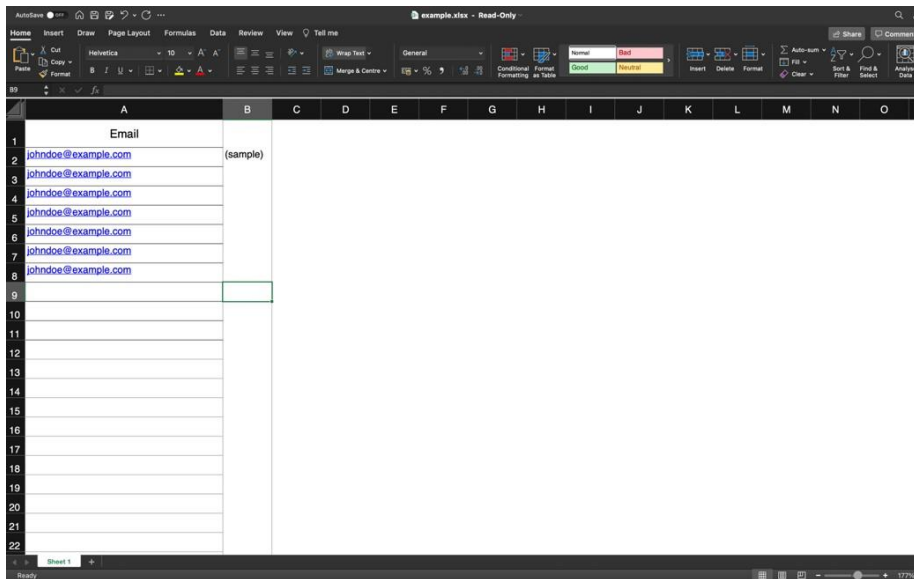 AutoSave OFF
example.xlsx - Read-Only
Home Insert Draw Page Layout Formulas Data Review View Tell me Share Commen
Paste
Cut
Copy
Format
Helvetica 10
B I U
Wrap Text
Merge & Centre
General
Conditional Formatting
Format as Table
Normal Bad
Good Neutral
Insert Delete Format
Auto-sum
Fill
Clear
Sort & Filter
Find & Select
Analyse Data
B9 fx
A B C D E F G H I J K L M N O
1 Email
2 johndoe@example.com (sample)
3 johndoe@example.com
4 johndoe@example.com
5 johndoe@example.com
6 johndoe@example.com
7 johndoe@example.com
8 johndoe@example.com
9
10
11
12
13
14
15
16
17
18
19
20
21
22
Sheet 1 +
Ready 177%